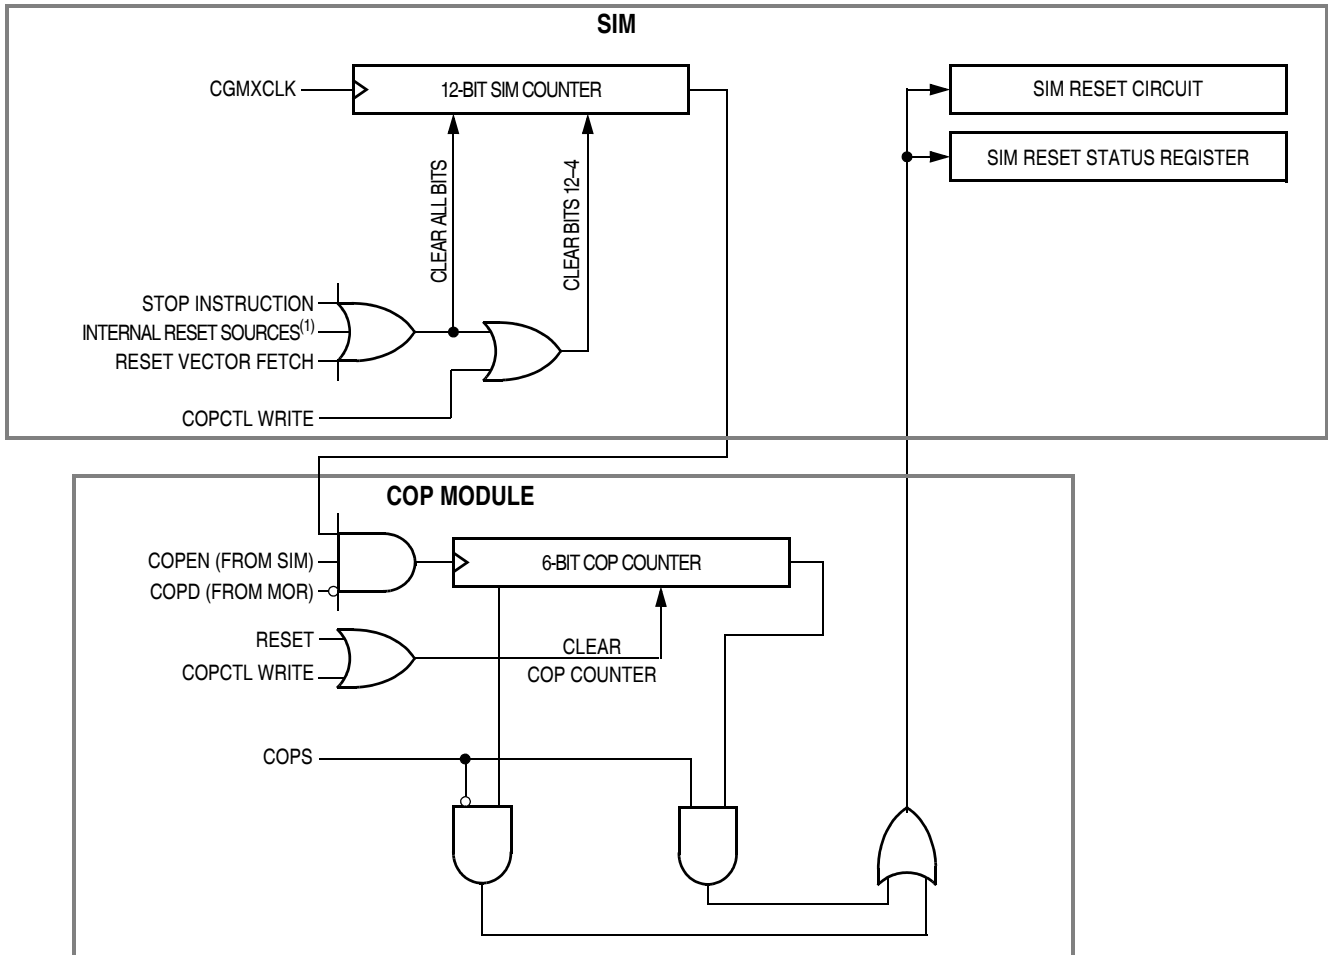 SIM
CGMXCLK
12-BIT SIM COUNTER
SIM RESET CIRCUIT
SIM RESET STATUS REGISTER
CLEAR ALL BITS
CLEAR BITS 12–4
STOP INSTRUCTION
INTERNAL RESET SOURCES(1)
RESET VECTOR FETCH
COPCTL WRITE
COP MODULE
COPEN (FROM SIM)
6-BIT COP COUNTER
COPD (FROM MOR)
RESET
CLEAR
COPCTL WRITE
COP COUNTER
COPS